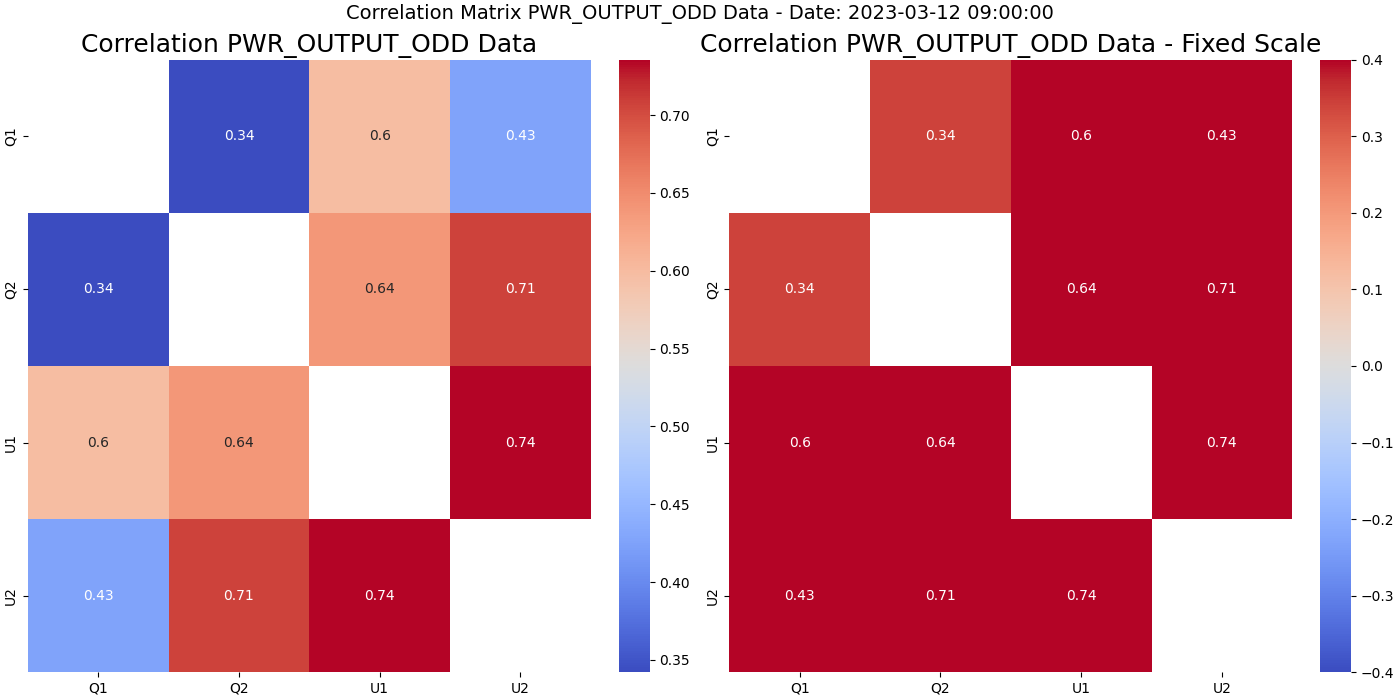 Correlation Matrix PWR_OUTPUT_ODD Data - Date: 2023-03-12 09:00:00
Correlation PWR_OUTPUT_ODD Data
Q1
0.34
0.6
0.43
Q2
0.34
0.64
0.71
U1
0.6
0.64
0.74
U2
0.43
0.71
0.74
Q1
Q2
U1
U2
0.70
0.65
0.60
0.55
0.50
0.45
0.40
0.35
Correlation PWR_OUTPUT_ODD Data - Fixed Scale
Q1
0.34
0.6
0.43
Q2
0.34
0.64
0.71
U1
0.6
0.64
0.74
U2
0.43
0.71
0.74
Q1
Q2
U1
U2
0.4
0.3
0.2
0.1
0.0
−0.1
−0.2
−0.3
−0.4